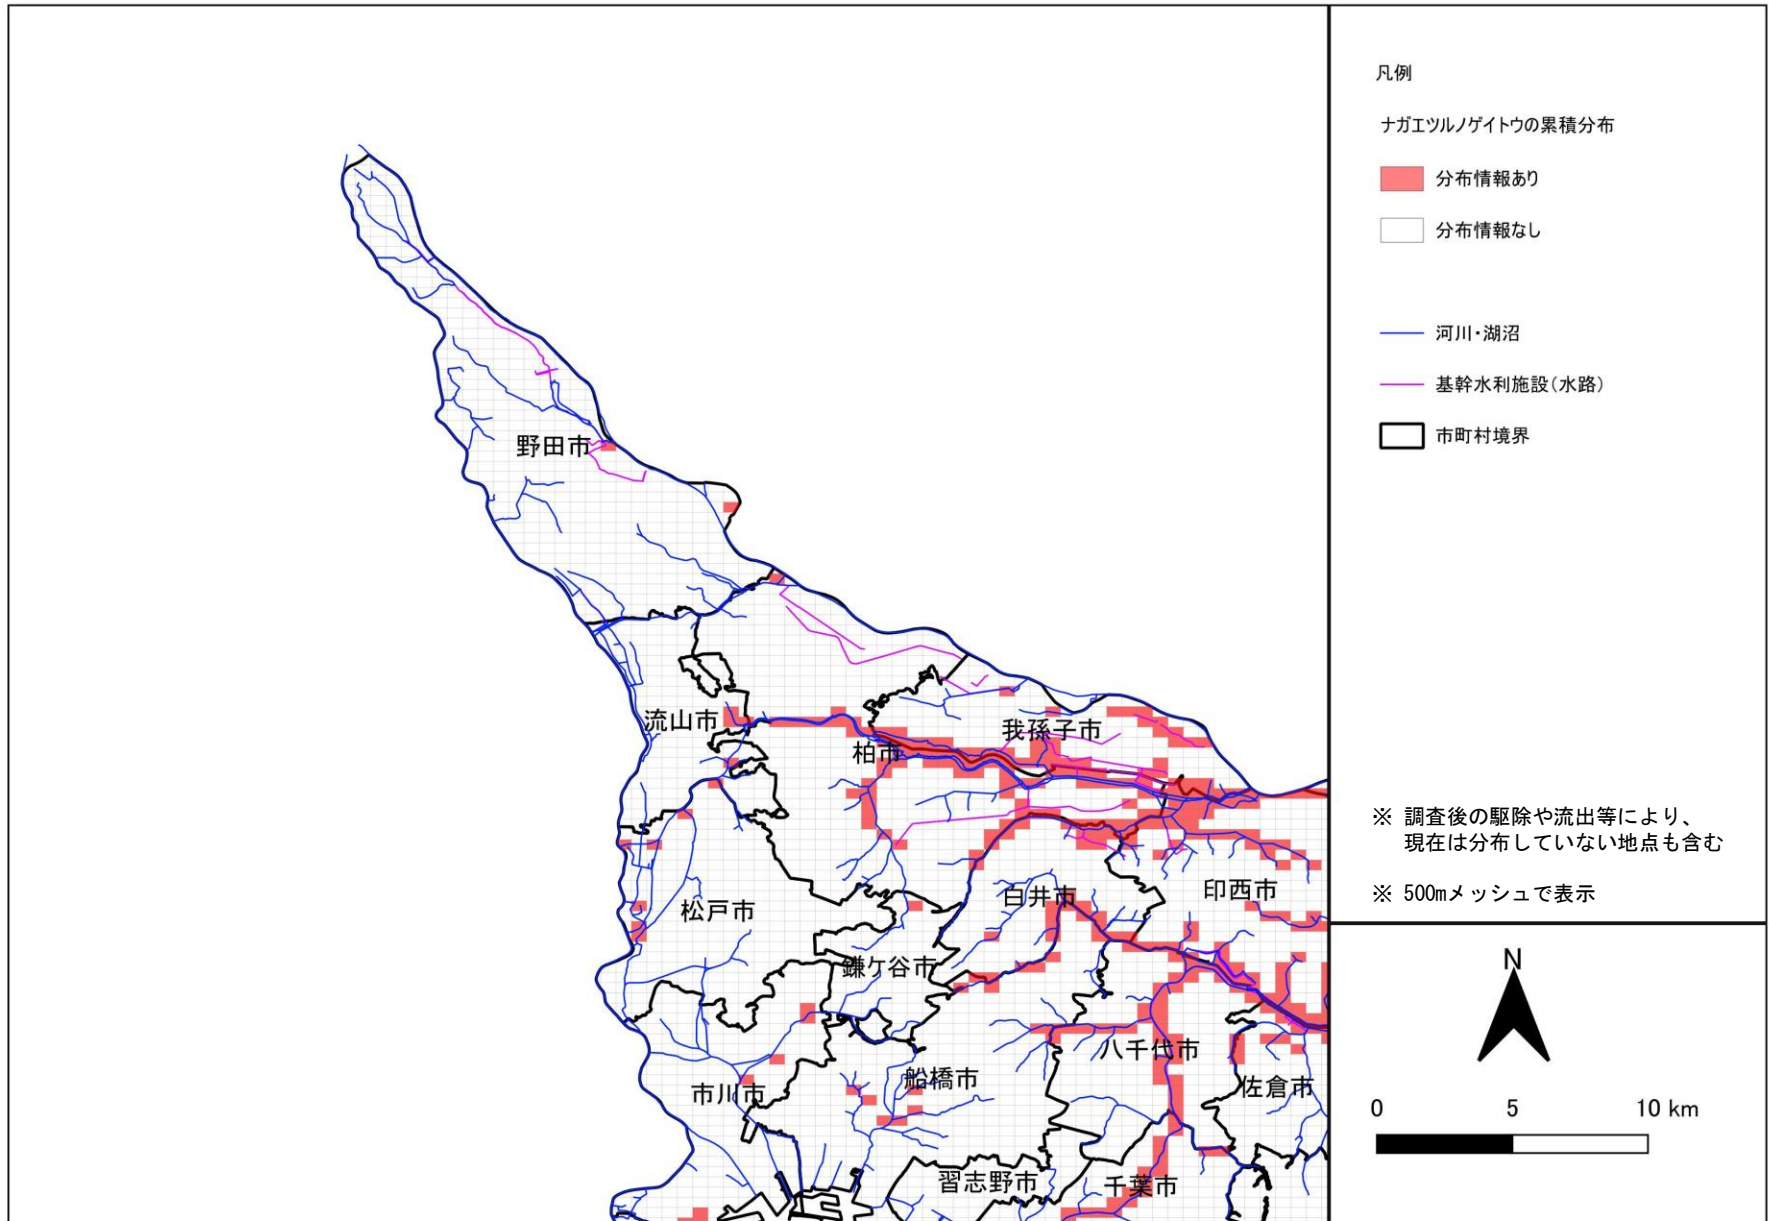 凡例
ナガエツルノゲイトウの累積分布
分布情報あり
分布情報なし
河川・湖沼
基幹水利施設(水路)
市町村境界
※ 調査後の駆除や流出等により、
現在は分布していない地点も含む
※ 500mメッシュで表示
N
0 5 10 km
野田市
流山市
我孫子市
柏市
印西市
白井市
松戸市
鎌ケ谷市
八千代市
船橋市
佐倉市
市川市
習志野市
千葉市